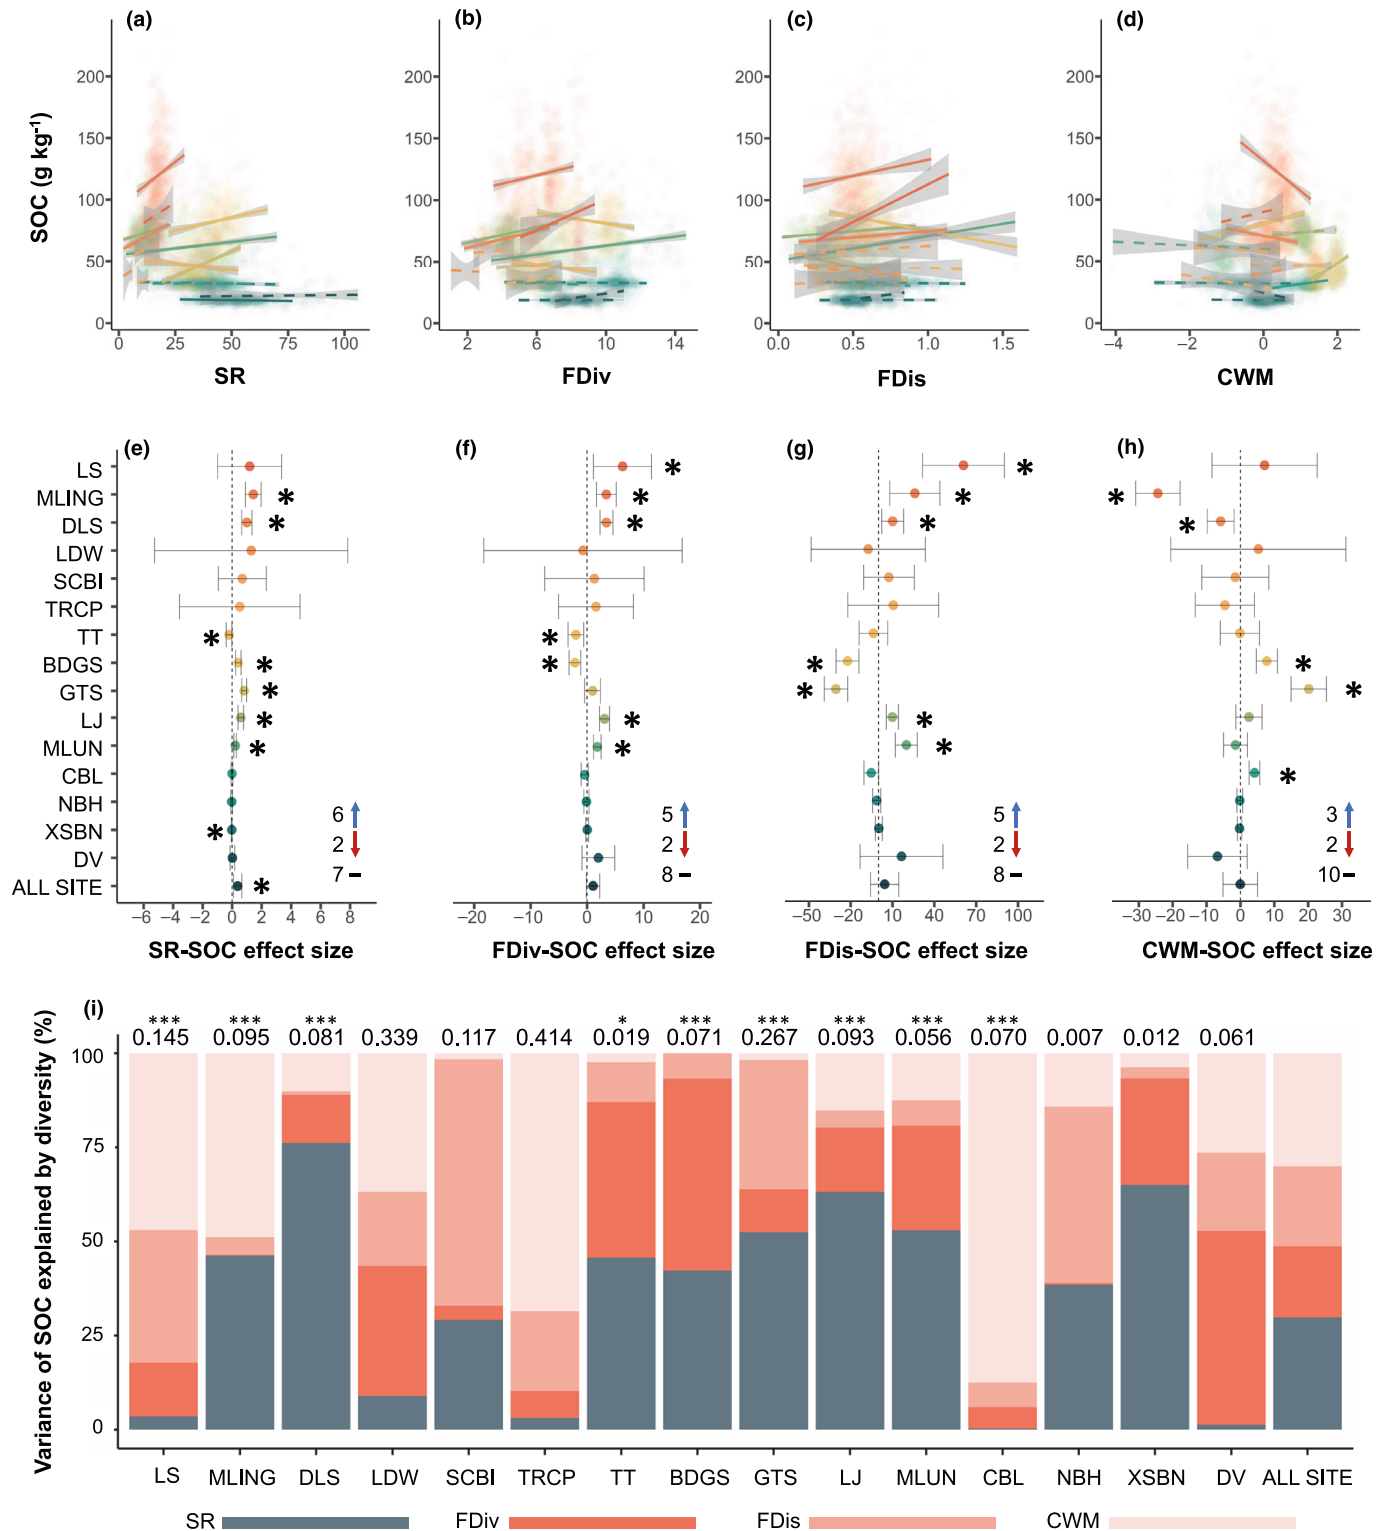 (a) (b) (c) (d)
SOC (g kg⁻¹)
200 200 200 200
150 150 150 150
100 100 100 100
50 50 50 50
0 0 0 0
0 25 50 75 100
2 6 10 14
0.0 0.5 1.0 1.5
−4 −2 0 2
SR FDiv FDis CWM
(e) (f) (g) (h)
LS * *
MLING * * * *
DLS * * * *
LDW
SCBI
TRCP
TT * *
BDGS * * * *
GTS * * *
LJ * * *
MLUN * * *
CBL *
NBH
XSBN *
DV
ALL SITE *
6 5 5 3
2 2 2 2
7 − 8 − 8 − 10 −
−6 −4 −2 0 2 4 6 8
−20 −10 0 10 20
−50 −20 10 40 70 100
−30 −20 −10 0 10 20 30
SR-SOC effect size FDiv-SOC effect size FDis-SOC effect size CWM-SOC effect size
(i)
*** *** *** * *** *** *** *** ***
0.145 0.095 0.081 0.339 0.117 0.414 0.019 0.071 0.267 0.093 0.056 0.070 0.007 0.012 0.061
Variance of SOC explained by diversity (%)
100
75
50
25
0
LS MLING DLS LDW SCBI TRCP TT BDGS GTS LJ MLUN CBL NBH XSBN DV ALL SITE
SR FDiv FDis CWM